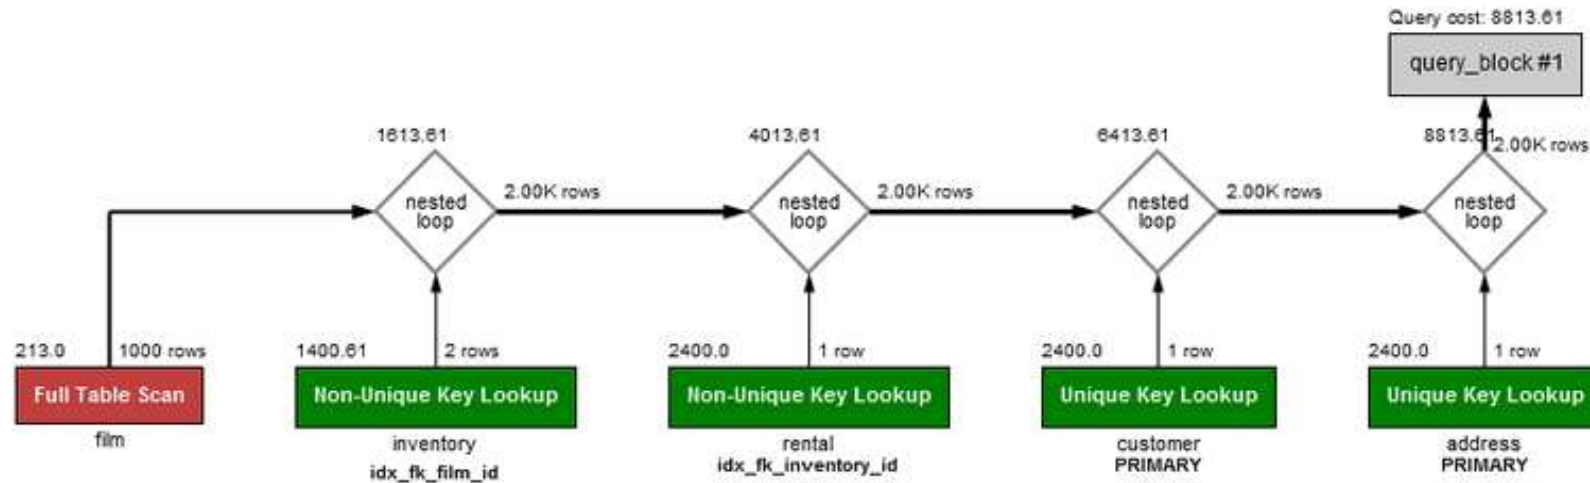 Query cost: 8813.61
query_block #1
1613.61
4013.61
6413.61
8813.61
2.00K rows
nested
loop
2.00K rows
nested
loop
2.00K rows
nested
loop
2.00K rows
nested
loop
213.0 1000 rows
Full Table Scan
film
1400.61 2 rows
Non-Unique Key Lookup
inventory
idx_fk_film_id
2400.0 1 row
Non-Unique Key Lookup
rental
idx_fk_inventory_id
2400.0 1 row
Unique Key Lookup
customer
PRIMARY
2400.0 1 row
Unique Key Lookup
address
PRIMARY